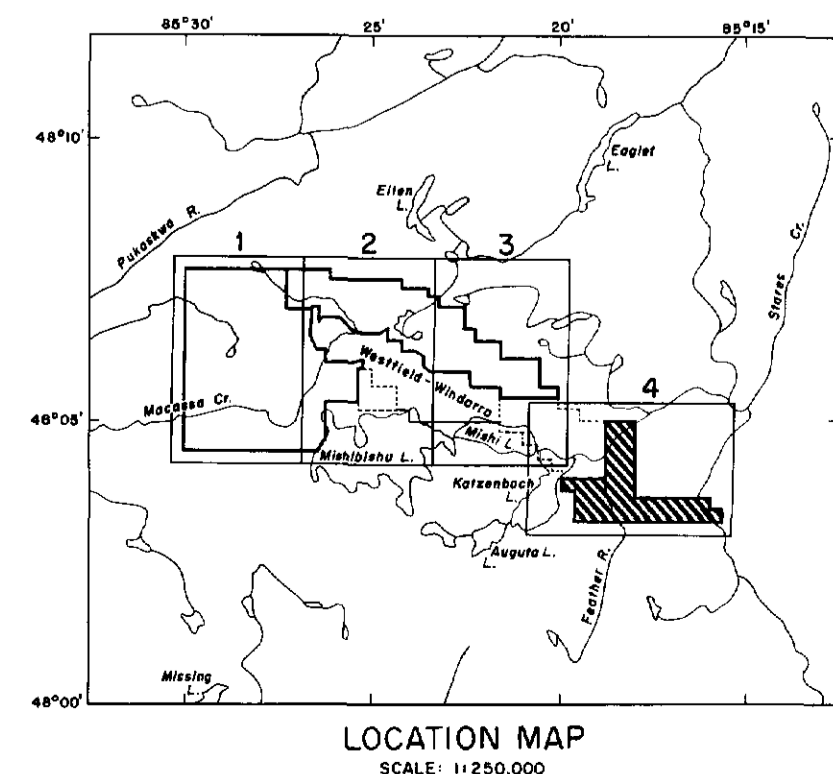 85°30'
25'
20'
85°15'
48°10'
Eaglet
L.
Ellen
L.
Pukaskwa R.
Stares Cr.
1
2
3
Westfield-Windarra
4
Macassa Cr.
48°05'
Mishi L.
Mishibishu L.
Katzenbach
L.
Auguta L.
L.
Feather R.
Missing
L.
48°00'
LOCATION MAP
SCALE: 1:250,000